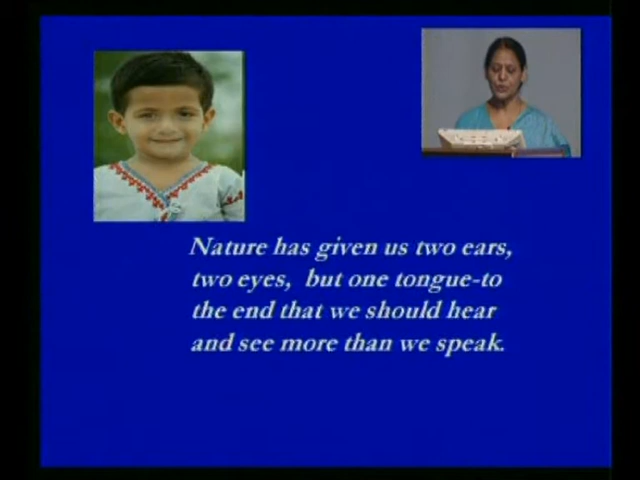 Nature has given us two ears,
two eyes, but one tongue-to
the end that we should hear
and see more than we speak.